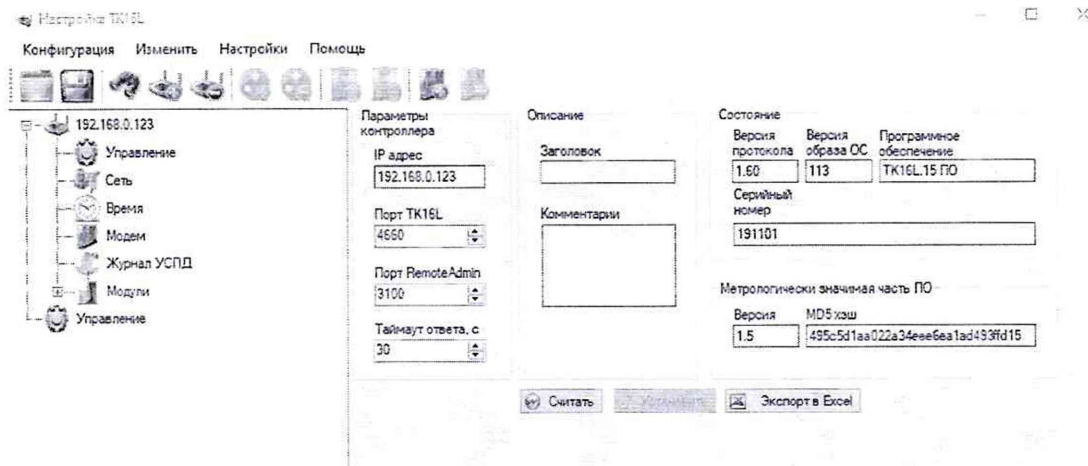 Настройка TK16L
Конфигурация Изменить Настройки Помощь
192.168.0.123
Управление
Сеть
Время
Модем
Журнал УСПД
Модули
Управление
Параметры контроллера
IP адрес
192.168.0.123
Порт TK16L
4660
Порт RemoteAdmin
3100
Таймаут ответа, с
30
Описание
Заголовок
Комментарии
Состояние
Версия протокола
1.60
Версия образа ОС
113
Программное обеспечение
TK16L.15 ПО
Серийный номер
191101
Метрологически значимая часть ПО
Версия
1.5
MD5 хэш
495c5d1aa022a34eee6ea1ad493ffd15
Считать
Установить
Экспорт в Excel